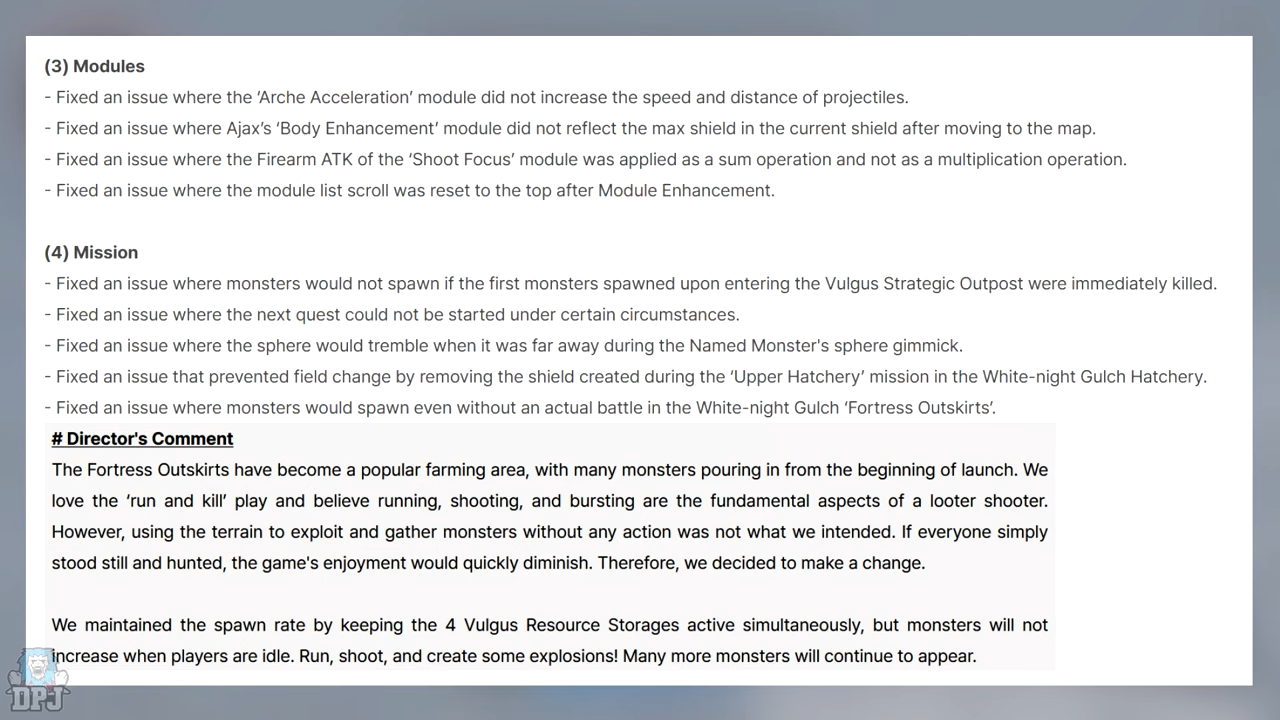 (3) Modules
- Fixed an issue where the ‘Arche Acceleration’ module did not increase the speed and distance of projectiles.
- Fixed an issue where Ajax’s ‘Body Enhancement’ module did not reflect the max shield in the current shield after moving to the map.
- Fixed an issue where the Firearm ATK of the ‘Shoot Focus’ module was applied as a sum operation and not as a multiplication operation.
- Fixed an issue where the module list scroll was reset to the top after Module Enhancement.
(4) Mission
- Fixed an issue where monsters would not spawn if the first monsters spawned upon entering the Vulgus Strategic Outpost were immediately killed.
- Fixed an issue where the next quest could not be started under certain circumstances.
- Fixed an issue where the sphere would tremble when it was far away during the Named Monster's sphere gimmick.
- Fixed an issue that prevented field change by removing the shield created during the ‘Upper Hatchery’ mission in the White-night Gulch Hatchery.
- Fixed an issue where monsters would spawn even without an actual battle in the White-night Gulch ‘Fortress Outskirts’.
# Director's Comment
The Fortress Outskirts have become a popular farming area, with many monsters pouring in from the beginning of launch. We
love the ‘run and kill’ play and believe running, shooting, and bursting are the fundamental aspects of a looter shooter.
However, using the terrain to exploit and gather monsters without any action was not what we intended. If everyone simply
stood still and hunted, the game's enjoyment would quickly diminish. Therefore, we decided to make a change.
We maintained the spawn rate by keeping the 4 Vulgus Resource Storages active simultaneously, but monsters will not
increase when players are idle. Run, shoot, and create some explosions! Many more monsters will continue to appear.
DPJ